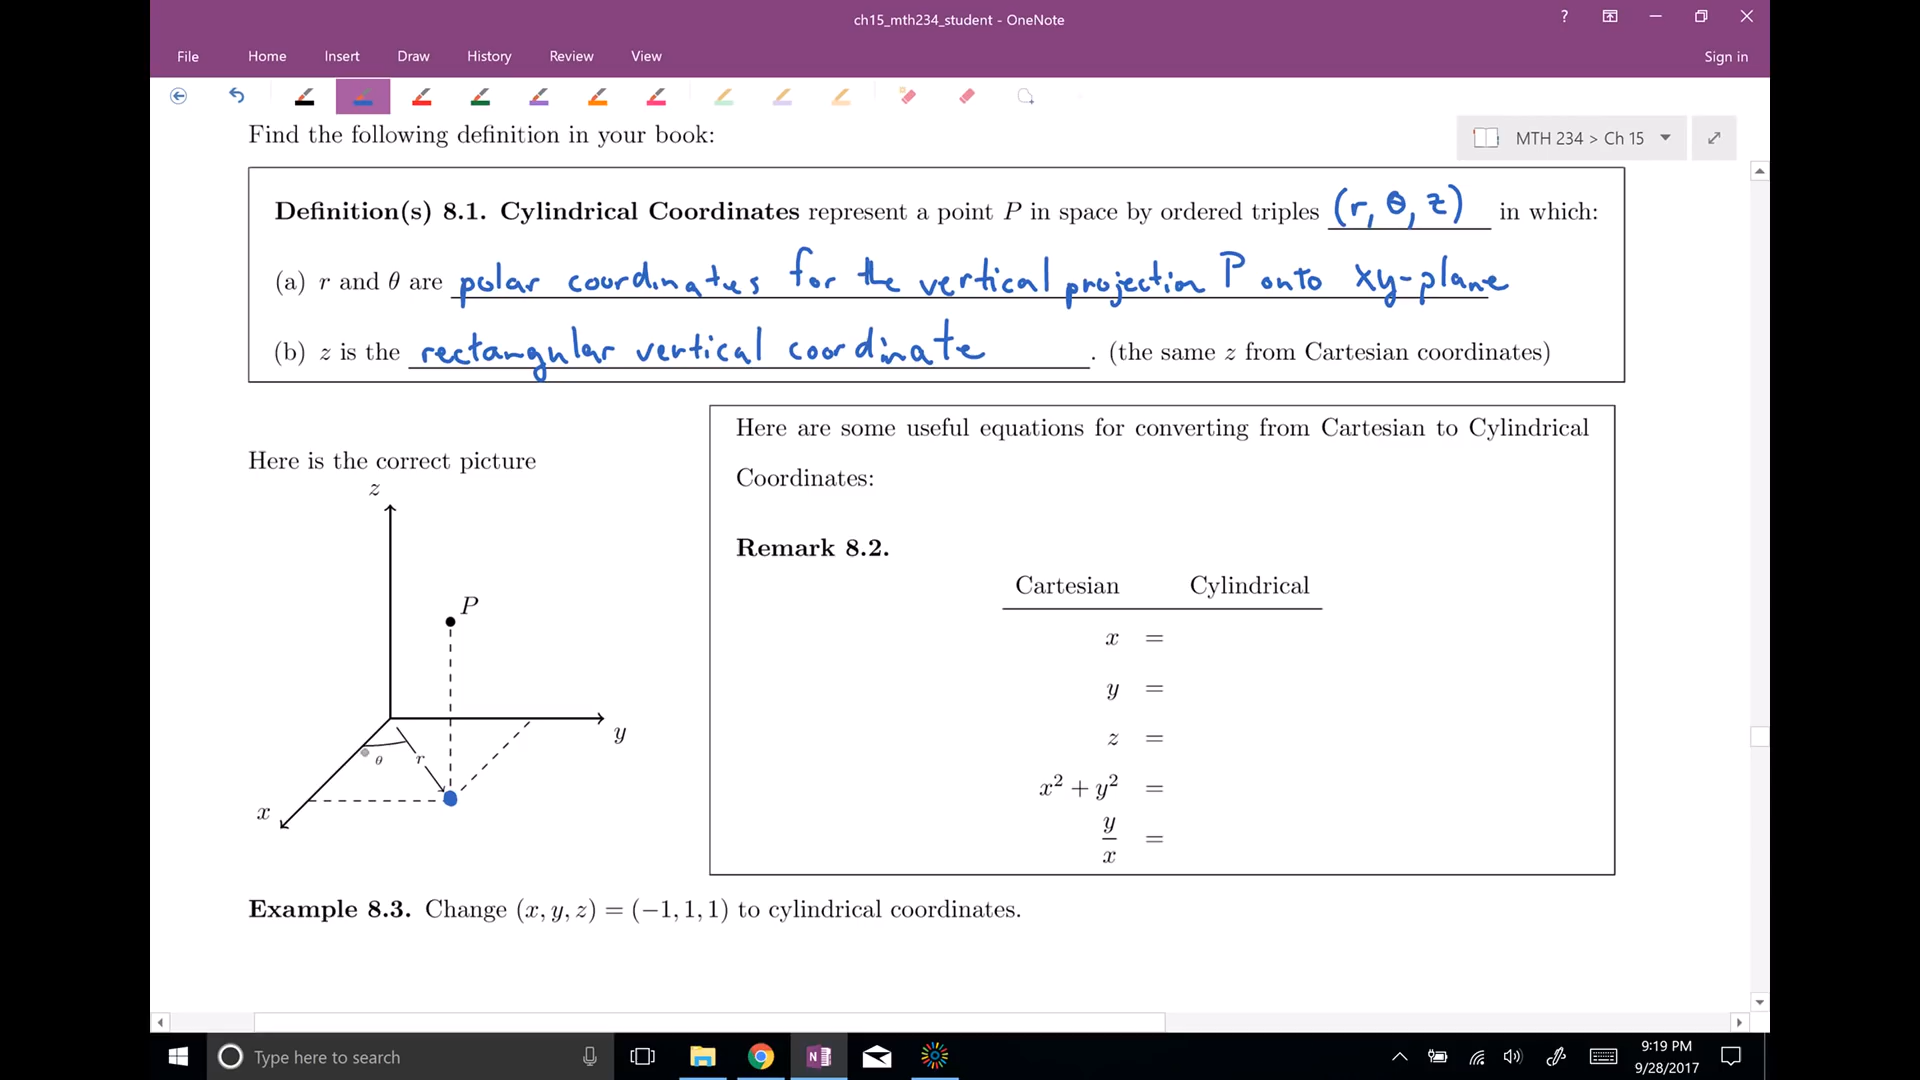 ch15_mth234_student - OneNote
?
File Home Insert Draw History Review View Sign in
Find the following definition in your book:
MTH 234 > Ch 15
Definition(s) 8.1. Cylindrical Coordinates represent a point P in space by ordered triples (r, θ, z) in which:
(a) r and θ are polar coordinates for the vertical projection P onto xy-plane
(b) z is the rectangular vertical coordinate . (the same z from Cartesian coordinates)
Here is the correct picture
z
P
y
θ
r
x
Here are some useful equations for converting from Cartesian to Cylindrical
Coordinates:
Remark 8.2.
Cartesian Cylindrical
x =
y =
z =
x² + y² =
y/x =
Example 8.3. Change (x, y, z) = (−1, 1, 1) to cylindrical coordinates.
Type here to search
N
9:19 PM
9/28/2017